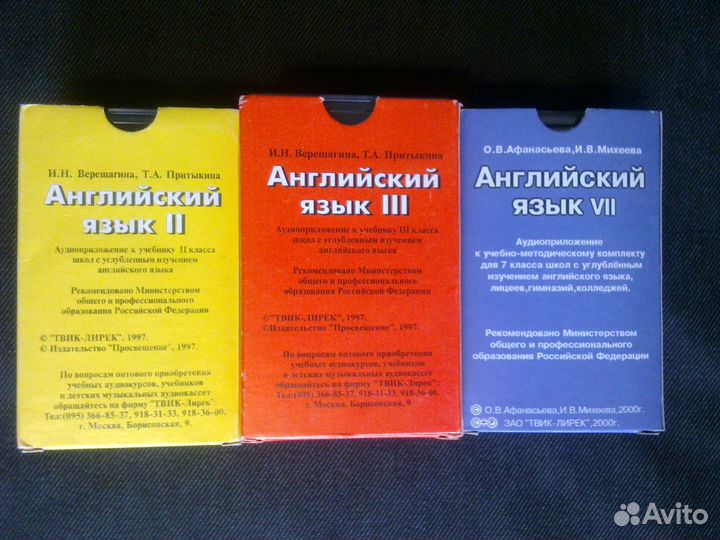 И.Н. Верещагина, Т.А. Притыкина
Английский
язык II
Аудиоприложение к учебнику II класса
школ с углубленным изучением
английского языка
Рекомендовано Министерством
общего и профессионального
образования Российской Федерации
© "ТВИК-ЛИРЕК", 1997.
© Издательство "Просвещение", 1997.
По вопросам оптового приобретения
учебных аудиокурсов, учебников
и детских музыкальных аудиокассет
обращайтесь на фирму "ТВИК-Лирек":
Тел:(095) 366-85-37, 918-31-33, 918-36-00.
г. Москва, Борисовская, 9.
И.Н. Верещагина, Т.А. Притыкина
Английский
язык III
Аудиоприложение к учебнику III класса
школ с углубленным изучением
английского языка
Рекомендовано Министерством
общего и профессионального
образования Российской Федерации
©"ТВИК-ЛИРЕК", 1997.
©Издательство "Просвещение", 1997.
По вопросам оптового приобретения
учебных аудиокурсов, учебников
и детских музыкальных аудиокассет
обращайтесь на фирму "ТВИК-Лирек":
Тел:(095) 366-85-37, 918-31-33, 918-36-00.
г. Москва, Борисовская, 9
О.В.Афанасьева,И.В.Михеева
Английский
язык VII
Аудиоприложение
к учебно-методическому комплекту
для 7 класса школ с углублённым
изучением английского языка,
лицеев,гимназий,колледжей.
Рекомендовано Министерством
общего и профессионального
образования Российской Федерации
© О.В.Афанасьева,И.В.Михеева,2000г.
ЗАО "ТВИК-ЛИРЕК",2000г.
Avito